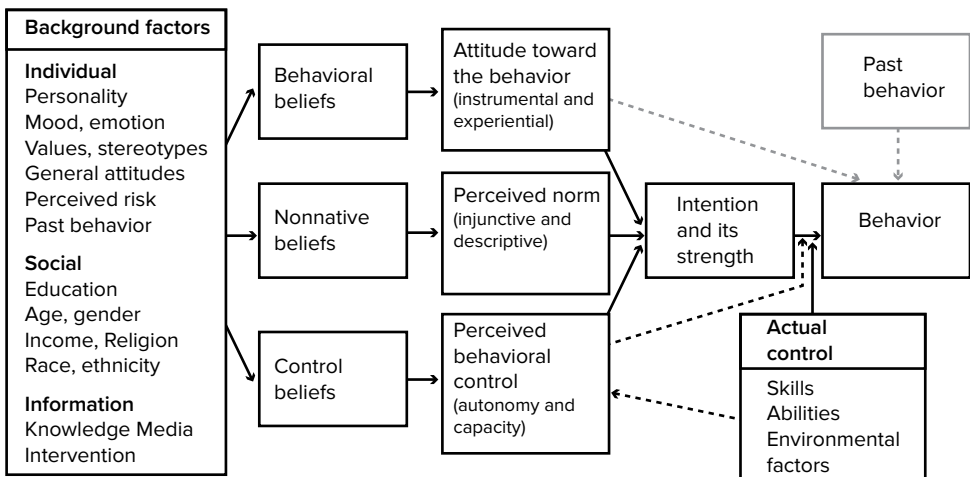 Background factors
Individual
Personality
Mood, emotion
Values, stereotypes
General attitudes
Perceived risk
Past behavior
Social
Education
Age, gender
Income, Religion
Race, ethnicity
Information
Knowledge Media
Intervention
Behavioral
beliefs
Nonnative
beliefs
Control
beliefs
Attitude toward
the behavior
(instrumental and
experiential)
Perceived norm
(injunctive and
descriptive)
Perceived
behavioral
control
(autonomy and
capacity)
Intention
and its
strength
Past
behavior
Behavior
Actual
control
Skills
Abilities
Environmental
factors